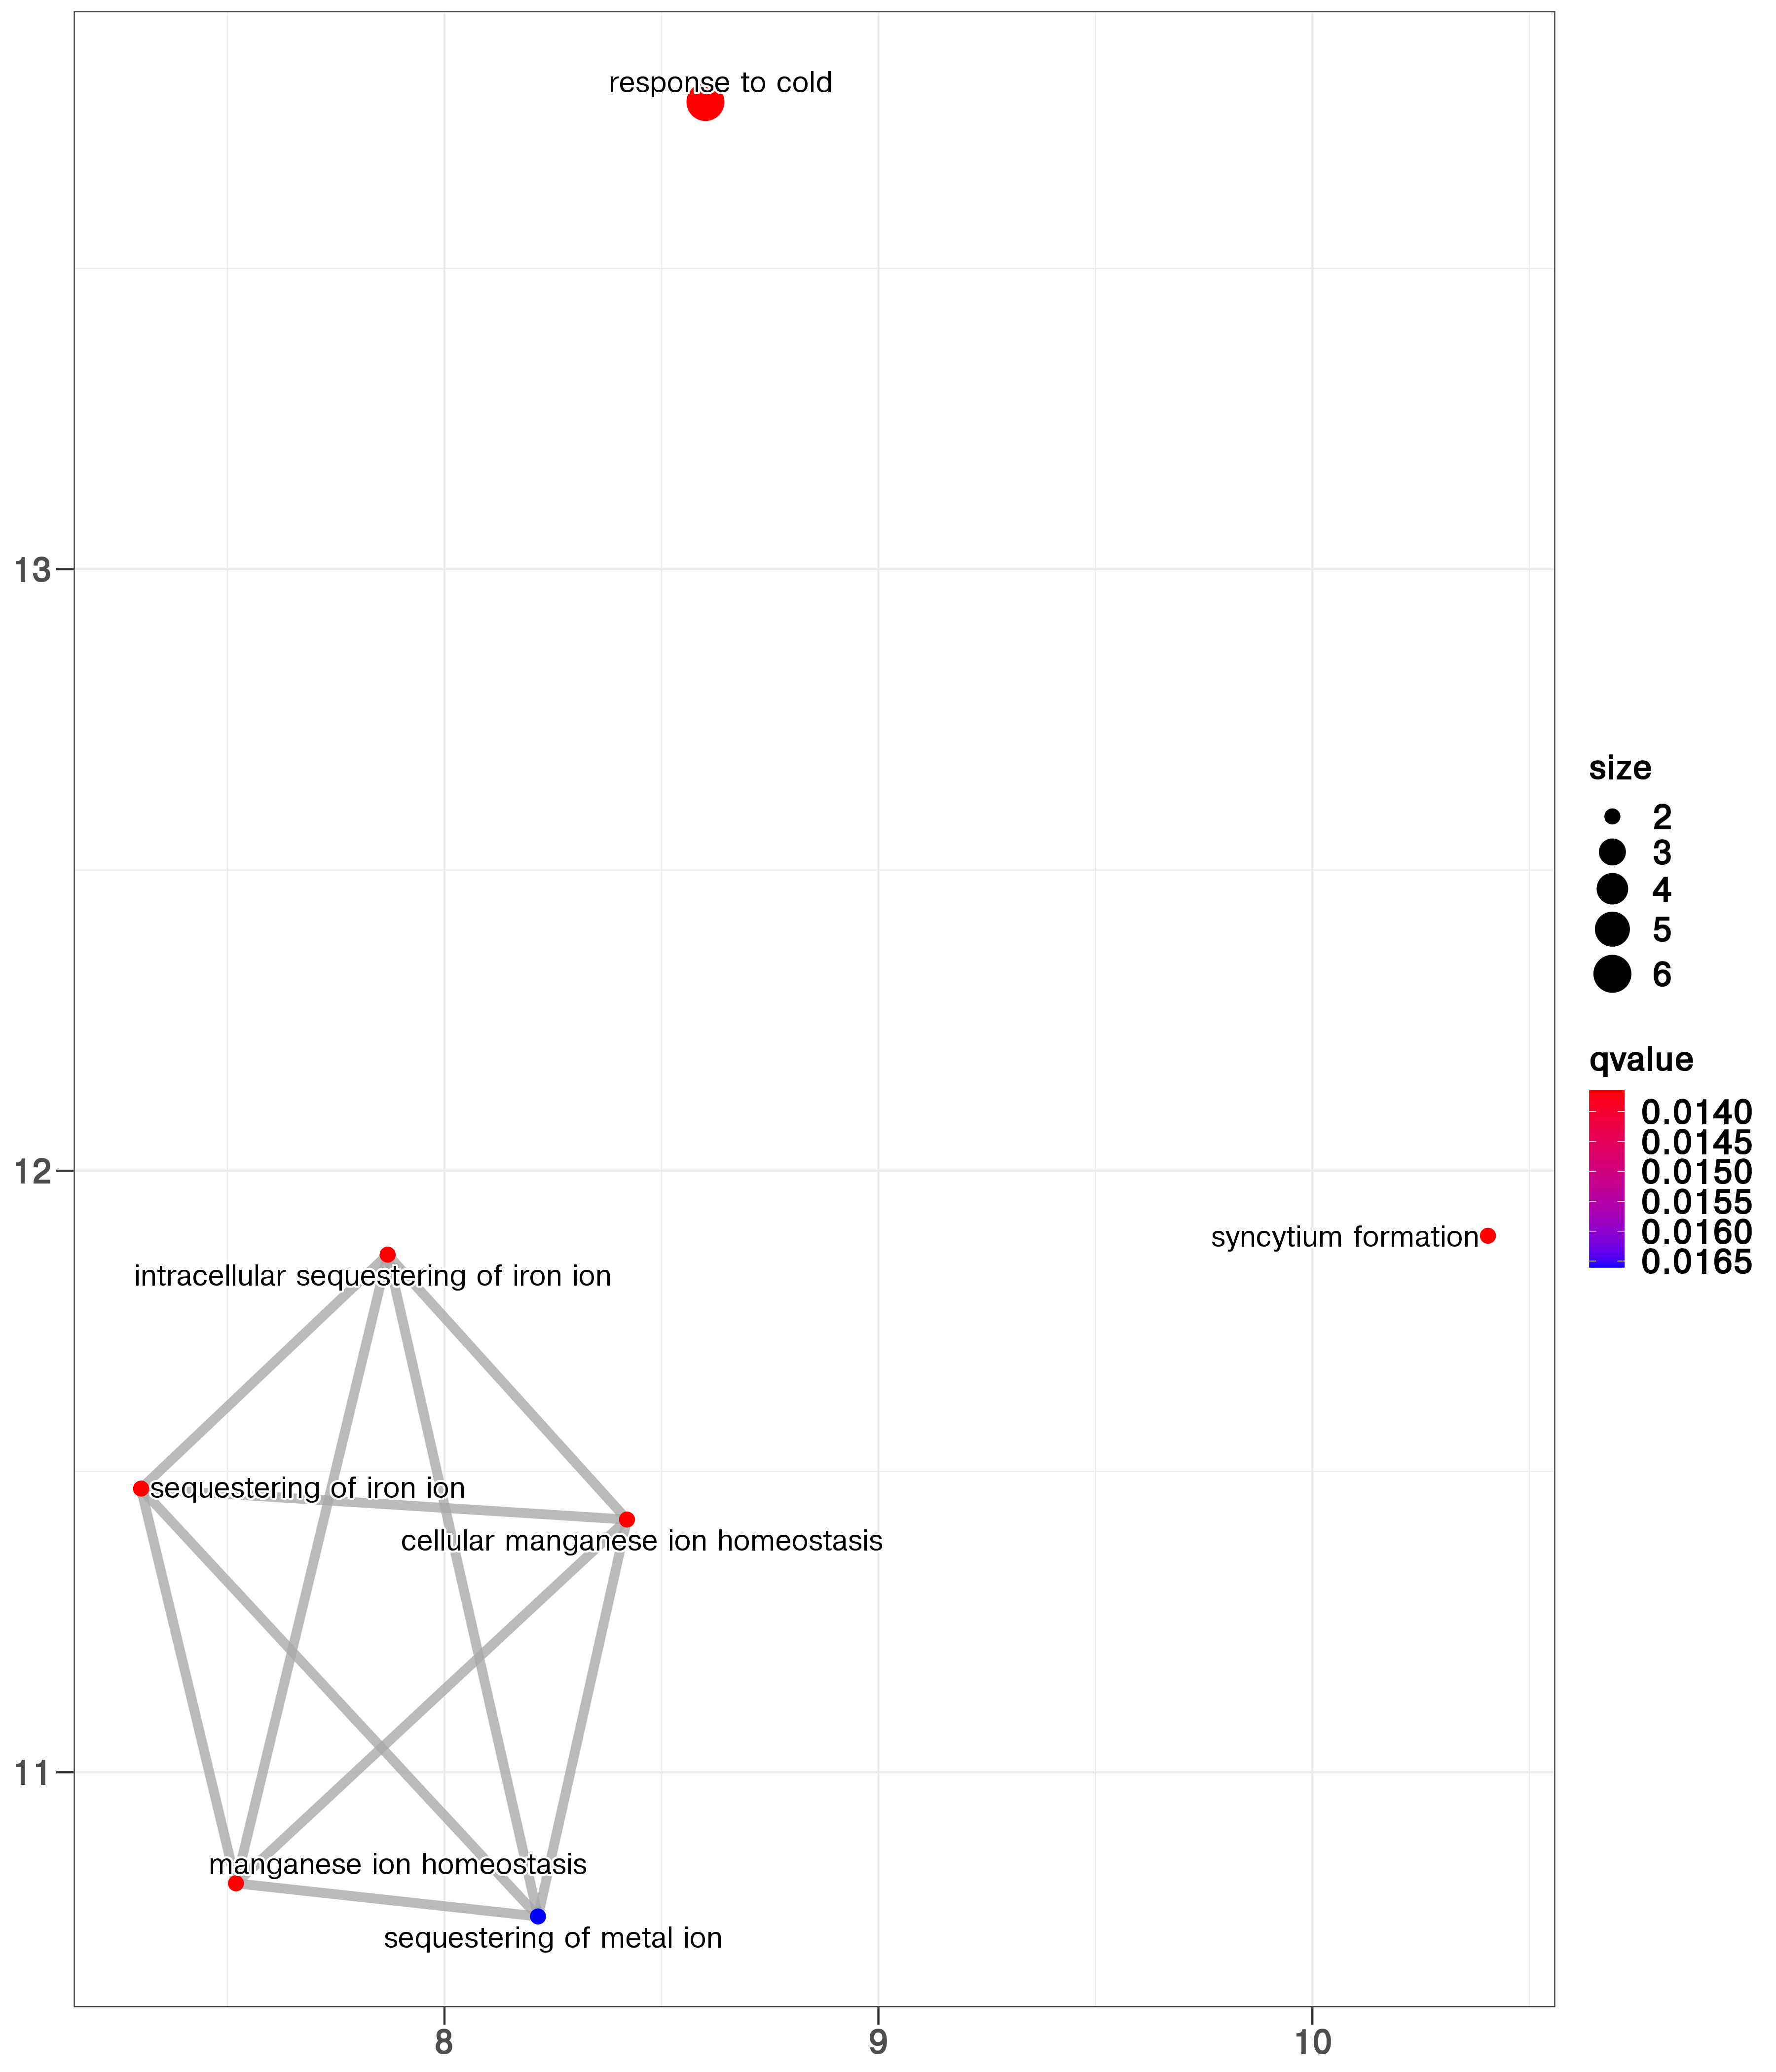 response to cold
13
12
11
syncytium formation
intracellular sequestering of iron ion
sequestering of iron ion
cellular manganese ion homeostasis
manganese ion homeostasis
sequestering of metal ion
8
9
10
size
2
3
4
5
6
qvalue
0.0140
0.0145
0.0150
0.0155
0.0160
0.0165